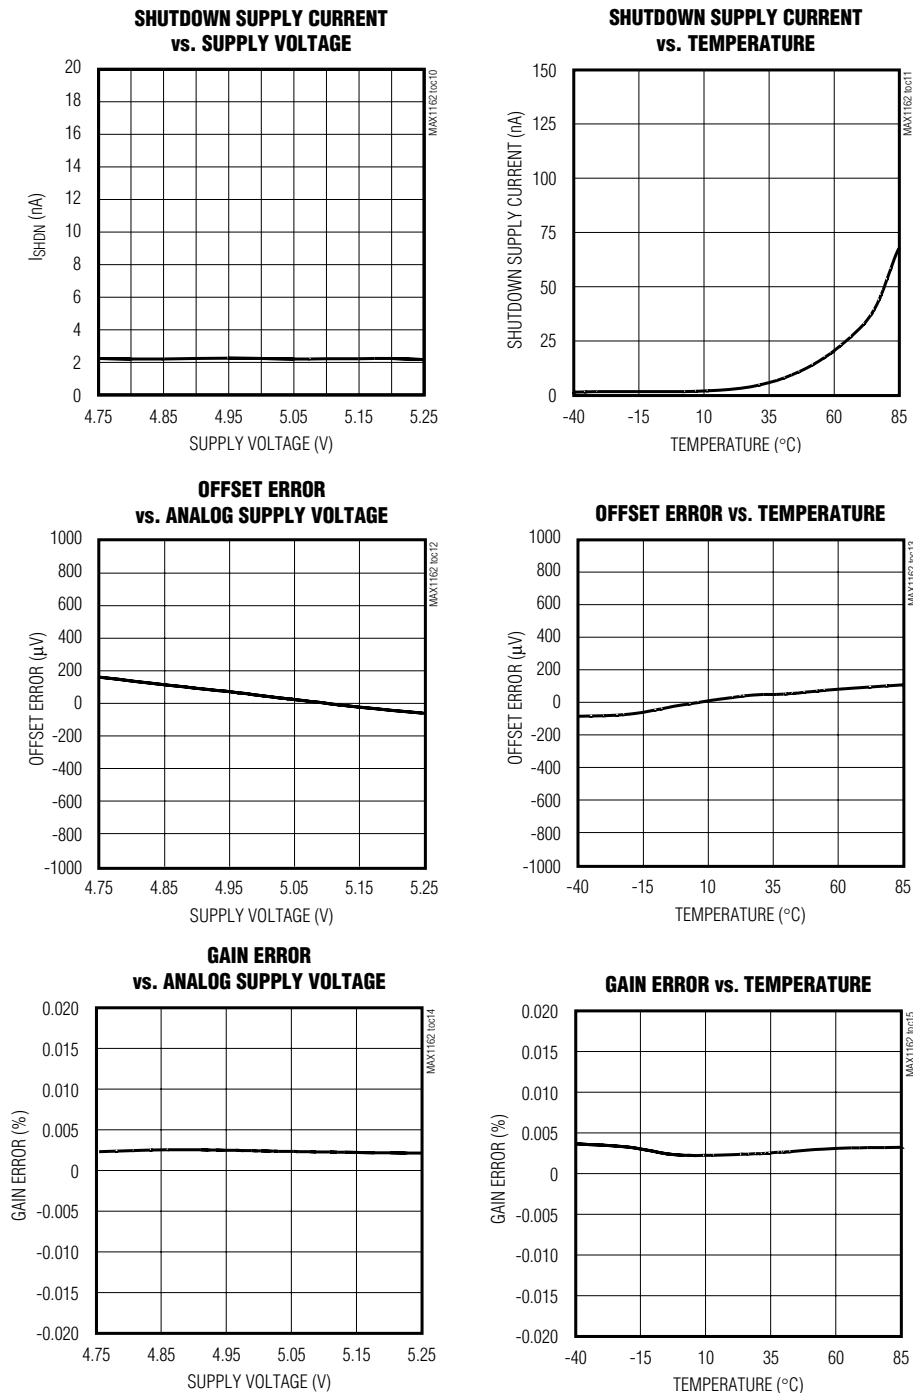 SHUTDOWN SUPPLY CURRENT
vs. SUPPLY VOLTAGE
MAX1162 toc10
ISHDN (nA)
20
18
16
14
12
10
8
6
4
2
0
4.75 4.85 4.95 5.05 5.15 5.25
SUPPLY VOLTAGE (V)
SHUTDOWN SUPPLY CURRENT
vs. TEMPERATURE
MAX1162 toc11
SHUTDOWN SUPPLY CURRENT (nA)
150
125
100
75
50
25
0
-40 -15 10 35 60 85
TEMPERATURE (°C)
OFFSET ERROR
vs. ANALOG SUPPLY VOLTAGE
MAX1162 toc12
OFFSET ERROR (µV)
1000
800
600
400
200
0
-200
-400
-600
-800
-1000
4.75 4.85 4.95 5.05 5.15 5.25
SUPPLY VOLTAGE (V)
OFFSET ERROR vs. TEMPERATURE
MAX1162 toc13
OFFSET ERROR (µV)
1000
800
600
400
200
0
-200
-400
-600
-800
-1000
-40 -15 10 35 60 85
TEMPERATURE (°C)
GAIN ERROR
vs. ANALOG SUPPLY VOLTAGE
MAX1162 toc14
GAIN ERROR (%)
0.020
0.015
0.010
0.005
0
-0.005
-0.010
-0.015
-0.020
4.75 4.85 4.95 5.05 5.15 5.25
SUPPLY VOLTAGE (V)
GAIN ERROR vs. TEMPERATURE
MAX1162 toc15
GAIN ERROR (%)
0.020
0.015
0.010
0.005
0
-0.005
-0.010
-0.015
-0.020
-40 -15 10 35 60 85
TEMPERATURE (°C)